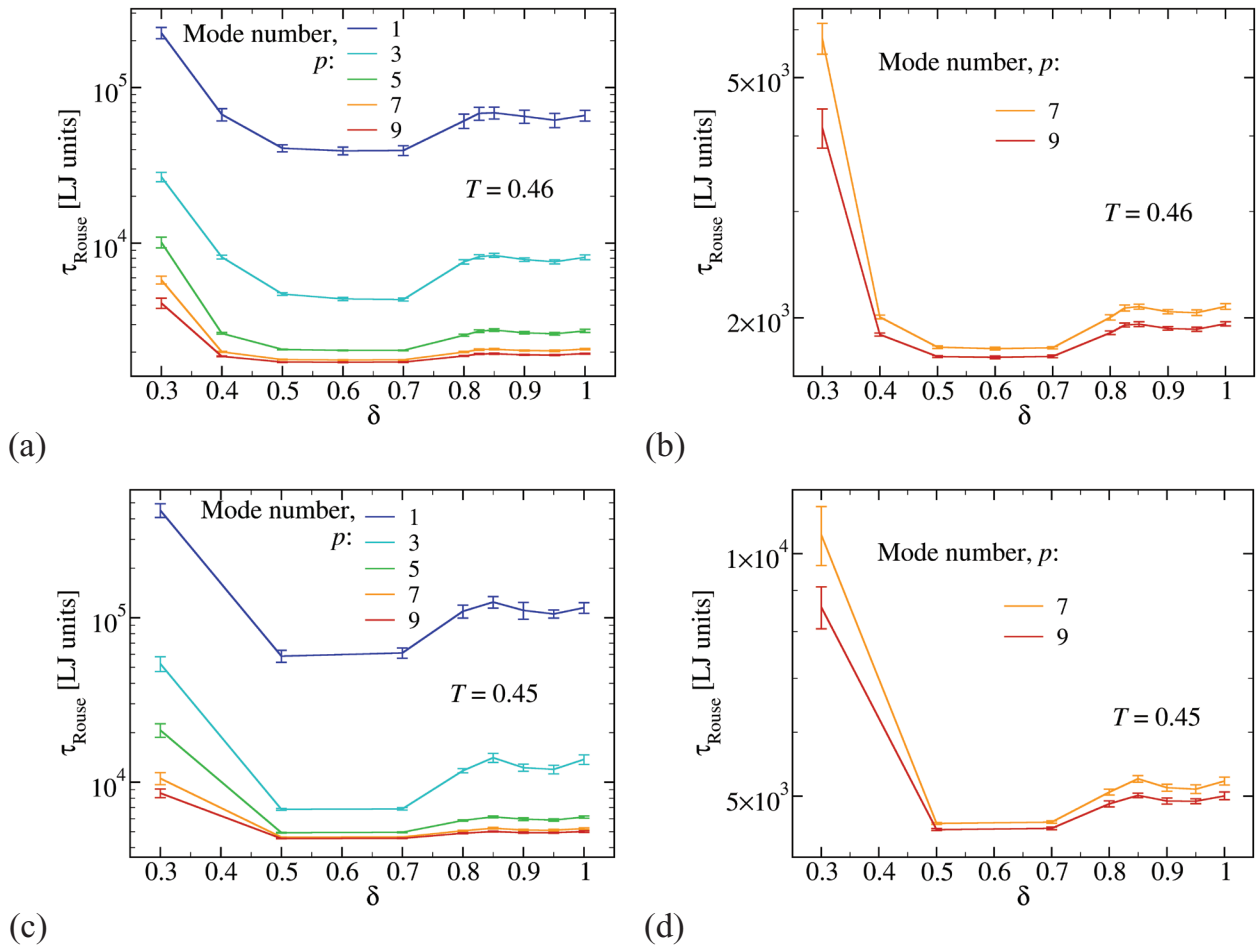 Mode number,
p:
1
3
5
7
9
10^5
10^4
τ_Rouse [LJ units]
T = 0.46
0.3 0.4 0.5 0.6 0.7 0.8 0.9 1
δ
(a)
Mode number, p:
7
9
5×10^3
2×10^3
τ_Rouse [LJ units]
T = 0.46
0.3 0.4 0.5 0.6 0.7 0.8 0.9 1
δ
(b)
Mode number,
p:
1
3
5
7
9
10^5
10^4
τ_Rouse [LJ units]
T = 0.45
0.3 0.4 0.5 0.6 0.7 0.8 0.9 1
δ
(c)
Mode number, p:
7
9
1×10^4
5×10^3
τ_Rouse [LJ units]
T = 0.45
0.3 0.4 0.5 0.6 0.7 0.8 0.9 1
δ
(d)